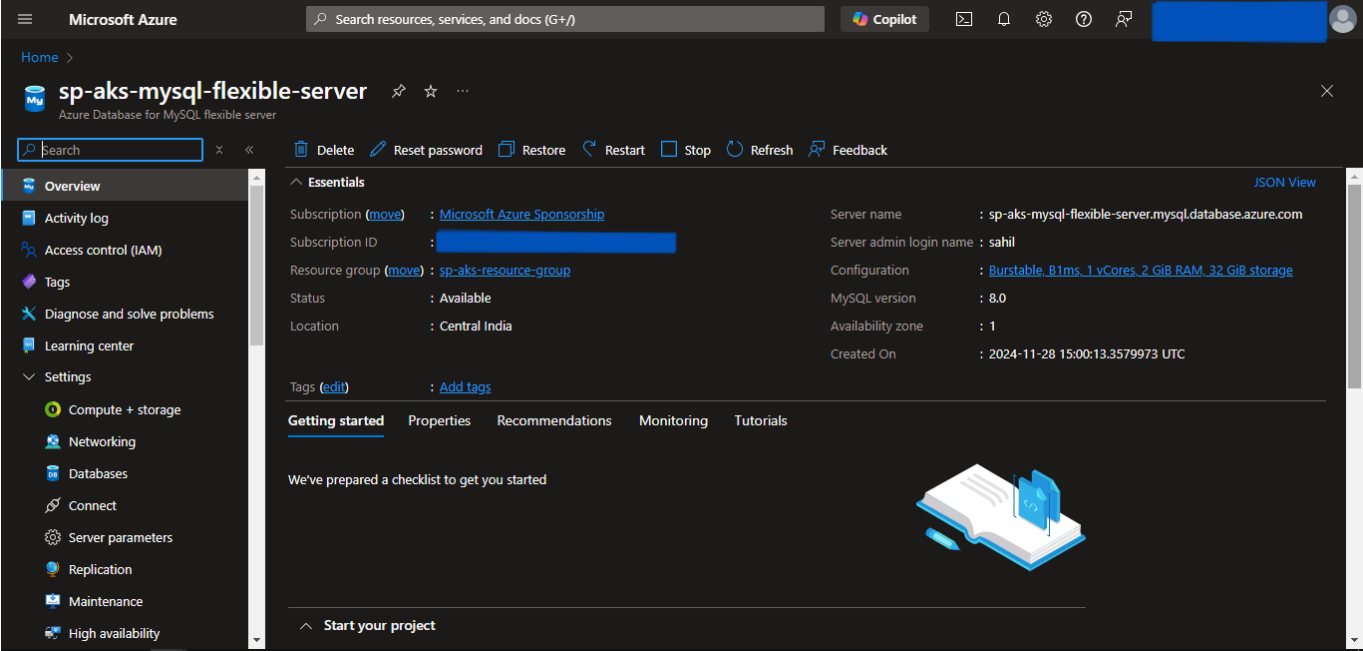 Microsoft Azure
Search resources, services, and docs (G+/)
Copilot
Home >
sp-aks-mysql-flexible-server
Azure Database for MySQL flexible server
Search
Delete
Reset password
Restore
Restart
Stop
Refresh
Feedback
Overview
Activity log
Access control (IAM)
Tags
Diagnose and solve problems
Learning center
Settings
Compute + storage
Networking
Databases
Connect
Server parameters
Replication
Maintenance
High availability
Essentials
JSON View
Subscription (move) : Microsoft Azure Sponsorship
Subscription ID :
Resource group (move) : sp-aks-resource-group
Status : Available
Location : Central India
Server name : sp-aks-mysql-flexible-server.mysql.database.azure.com
Server admin login name : sahil
Configuration : Burstable, B1ms, 1 vCores, 2 GiB RAM, 32 GiB storage
MySQL version : 8.0
Availability zone : 1
Created On : 2024-11-28 15:00:13.3579973 UTC
Tags (edit) : Add tags
Getting started
Properties
Recommendations
Monitoring
Tutorials
We've prepared a checklist to get you started
Start your project